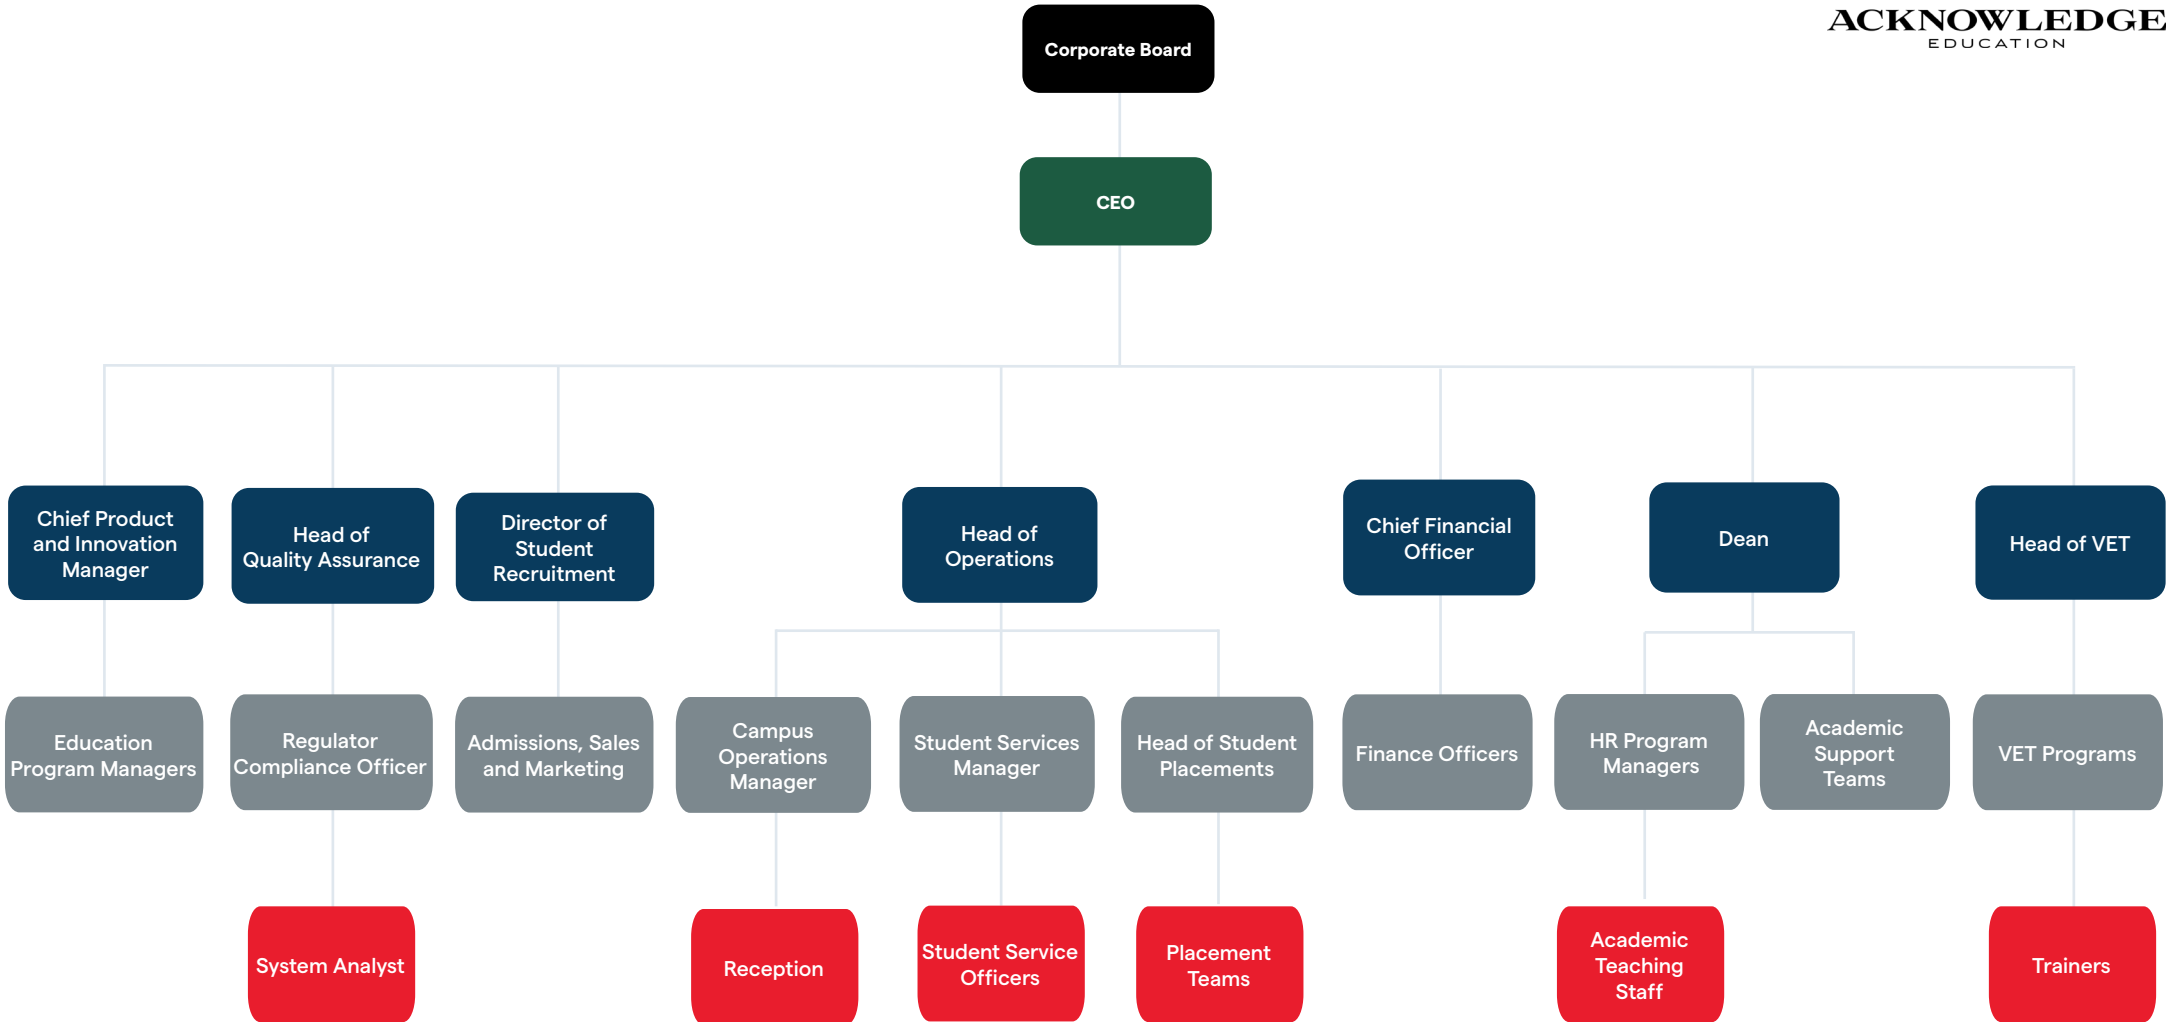 ACKNOWLEDGE
EDUCATION
Corporate Board
CEO
Chief Product
and Innovation
Manager
Head of
Quality Assurance
Director of
Student
Recruitment
Head of
Operations
Chief Financial
Officer
Dean
Head of VET
Education
Program Managers
Regulator
Compliance Officer
Admissions, Sales
and Marketing
Campus
Operations
Manager
Student Services
Manager
Head of Student
Placements
Finance Officers
HR Program
Managers
Academic
Support
Teams
VET Programs
System Analyst
Reception
Student Service
Officers
Placement
Teams
Academic
Teaching
Staff
Trainers